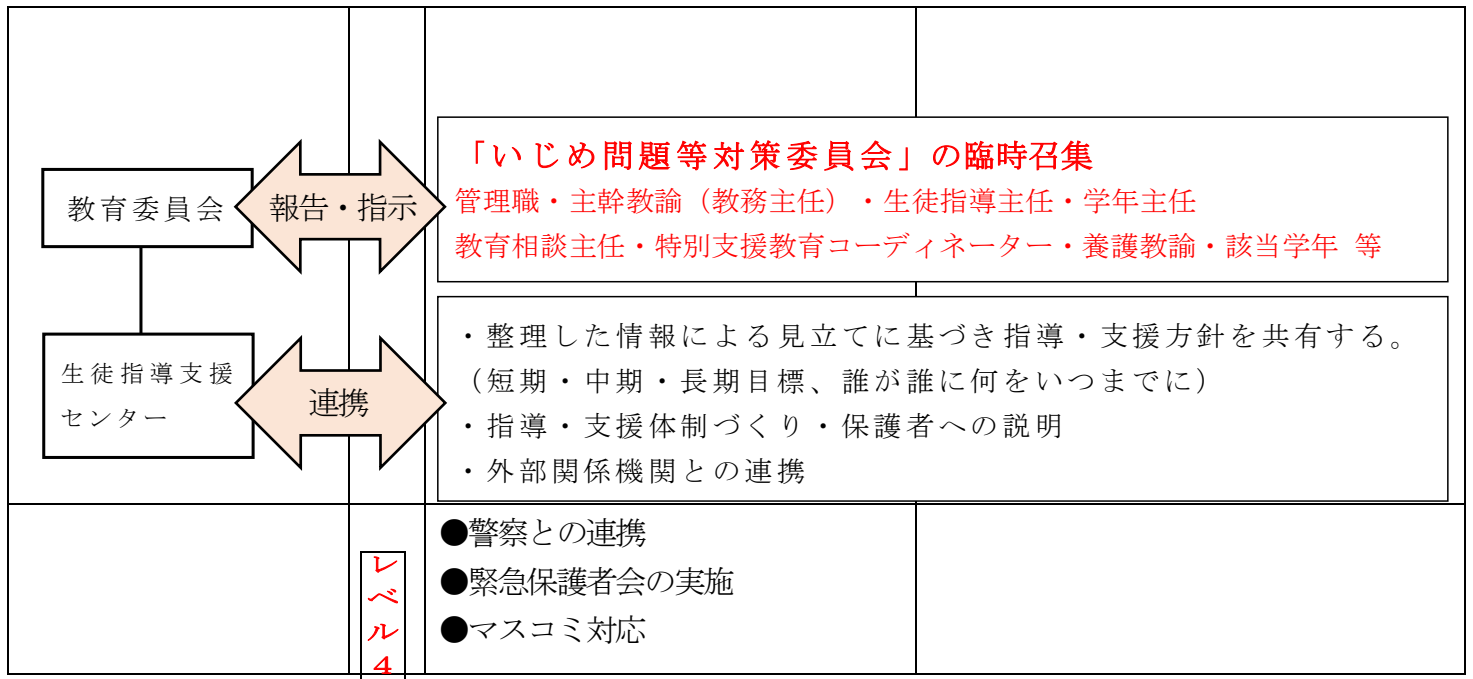 「いじめ問題等対策委員会」の臨時召集
管理職・主幹教諭（教務主任）・生徒指導主任・学年主任
教育相談主任・特別支援教育コーディネーター・養護教諭・該当学年 等
教育委員会
報告・指示
生徒指導支援
センター
連携
・整理した情報による見立てに基づき指導・支援方針を共有する。
（短期・中期・長期目標、誰が誰に何をいつまでに）
・指導・支援体制づくり・保護者への説明
・外部関係機関との連携
レベル４
●警察との連携
●緊急保護者会の実施
●マスコミ対応